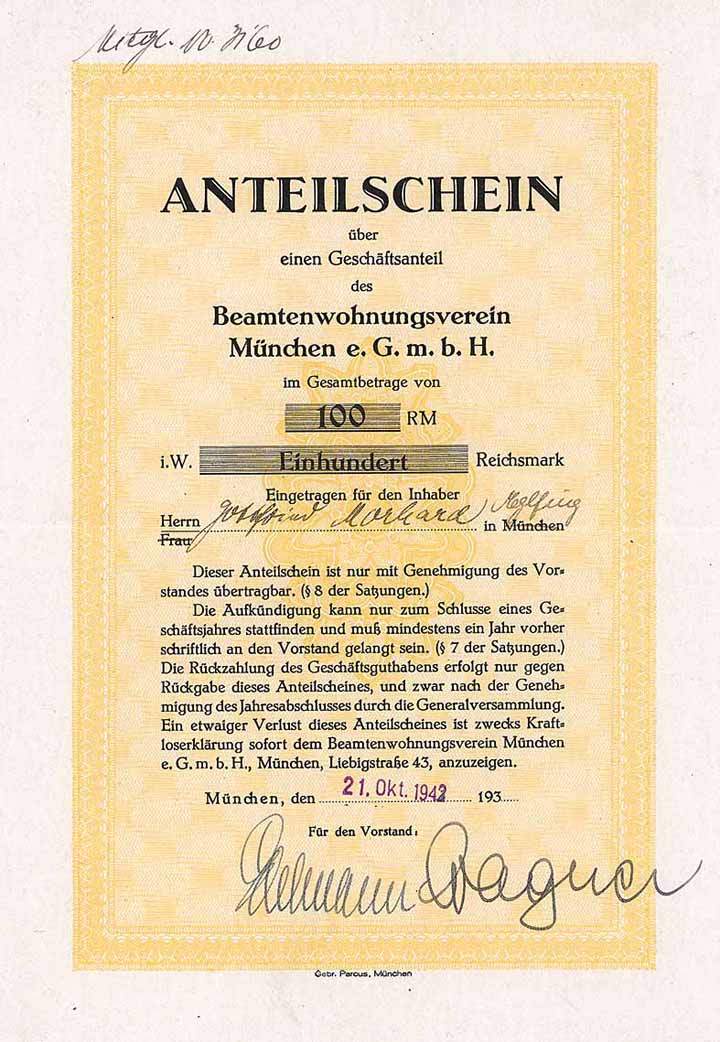 Mitgl. N. 3160
ANTEILSCHEIN
über
einen Geschäftsanteil
des
Beamtenwohnungsverein
München e. G. m. b. H.
im Gesamtbetrage von
100 RM
i.W. Einhundert Reichsmark
Eingetragen für den Inhaber
Herrn Gottfried Morhard in München
Frau
Dieser Anteilschein ist nur mit Genehmigung des Vor=
standes übertragbar. (§ 8 der Satzungen.)
Die Aufkündigung kann nur zum Schlusse eines Ge=
schäftsjahres stattfinden und muß mindestens ein Jahr vorher
schriftlich an den Vorstand gelangt sein. (§ 7 der Satzungen.)
Die Rückzahlung des Geschäftsguthabens erfolgt nur gegen
Rückgabe dieses Anteilscheines, und zwar nach der Geneh=
migung des Jahresabschlusses durch die Generalversammlung.
Ein etwaiger Verlust dieses Anteilscheines ist zwecks Kraft=
loserklärung sofort dem Beamtenwohnungsverein München
e. G. m. b. H., München, Liebigstraße 43, anzuzeigen.
München, den 21. Okt. 1942 193
Für den Vorstand:
Wagner
Gebr. Parcus, München